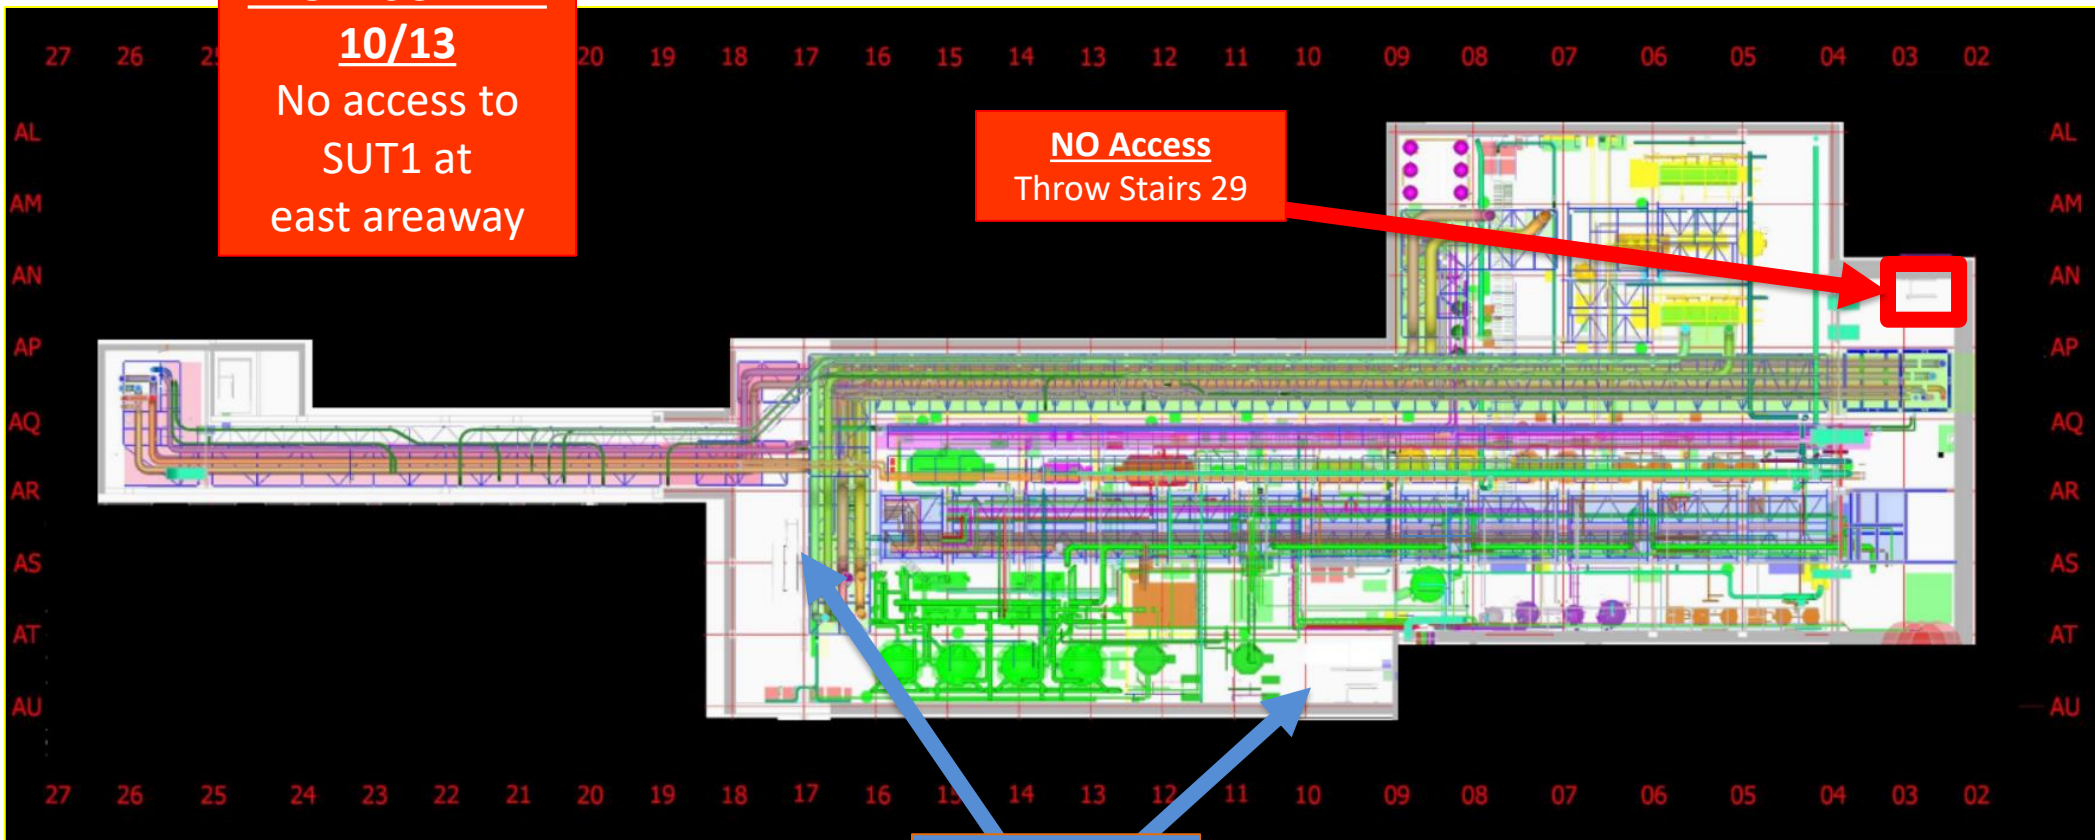 10/13
No access to
SUT1 at
east areaway
NO Access
Throw Stairs 29
27 26 20 19 18 17 16 15 14 13 12 11 10 09 08 07 06 05 04 03 02
AL AL
AM AM
AN AN
AP AP
AQ AQ
AR AR
AS AS
AT AT
AU AU
27 26 25 24 23 22 21 20 19 18 17 16 15 14 13 12 11 10 09 08 07 06 05 04 03 02